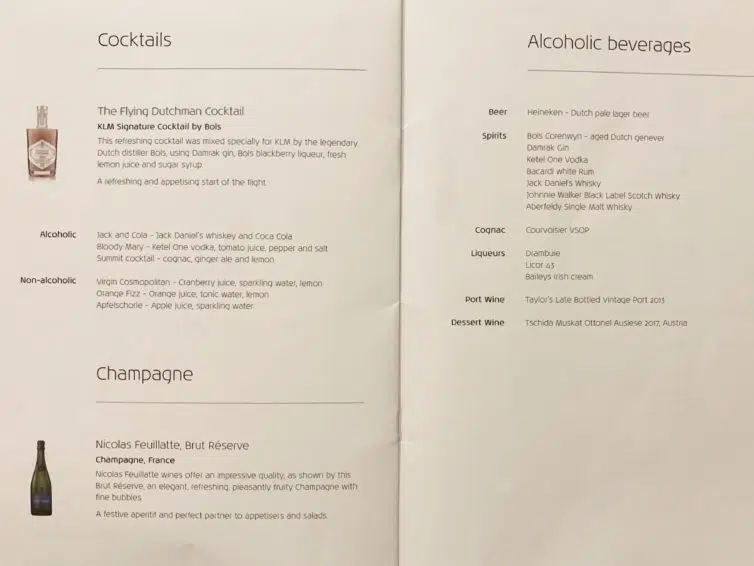 Cocktails
The Flying Dutchman Cocktail
KLM Signature Cocktail by Bols
This refreshing cocktail was mixed specially for KLM by the legendary
Dutch distiller Bols, using Damrak gin, Bols blackberry liqueur, fresh
lemon juice and sugar syrup.
A refreshing and appetising start of the flight.
Alcoholic
Jack and Cola - Jack Daniel's whiskey and Coca Cola
Bloody Mary - Ketel One vodka, tomato juice, pepper and salt
Summit cocktail - cognac, ginger ale and lemon
Non-alcoholic
Virgin Cosmopolitan - Cranberry juice, sparkling water, lemon
Orange Fizz - Orange juice, tonic water, lemon
Apfelschorle - Apple juice, sparkling water
Champagne
Nicolas Feuillatte, Brut Réserve
Champagne, France
Nicolas Feuillatte wines offer an impressive quality, as shown by this
Brut Réserve, an elegant, refreshing, pleasantly fruity Champagne with
fine bubbles.
A festive aperitif and perfect partner to appetisers and salads.
Alcoholic beverages
Beer
Heineken - Dutch pale lager beer
Spirits
Bols Corenwyn - aged Dutch genever
Damrak Gin
Ketel One Vodka
Bacardi white Rum
Jack Daniel's Whisky
Johnnie Walker Black Label Scotch Whisky
Aberfeldy Single Malt Whisky
Cognac
Courvoisier VSOP
Liqueurs
Drambuie
Licor 43
Baileys Irish cream
Port Wine
Taylor's Late Bottled Vintage Port 2013
Dessert Wine
Tschida Muskat Ottonel Auslese 2017, Austria